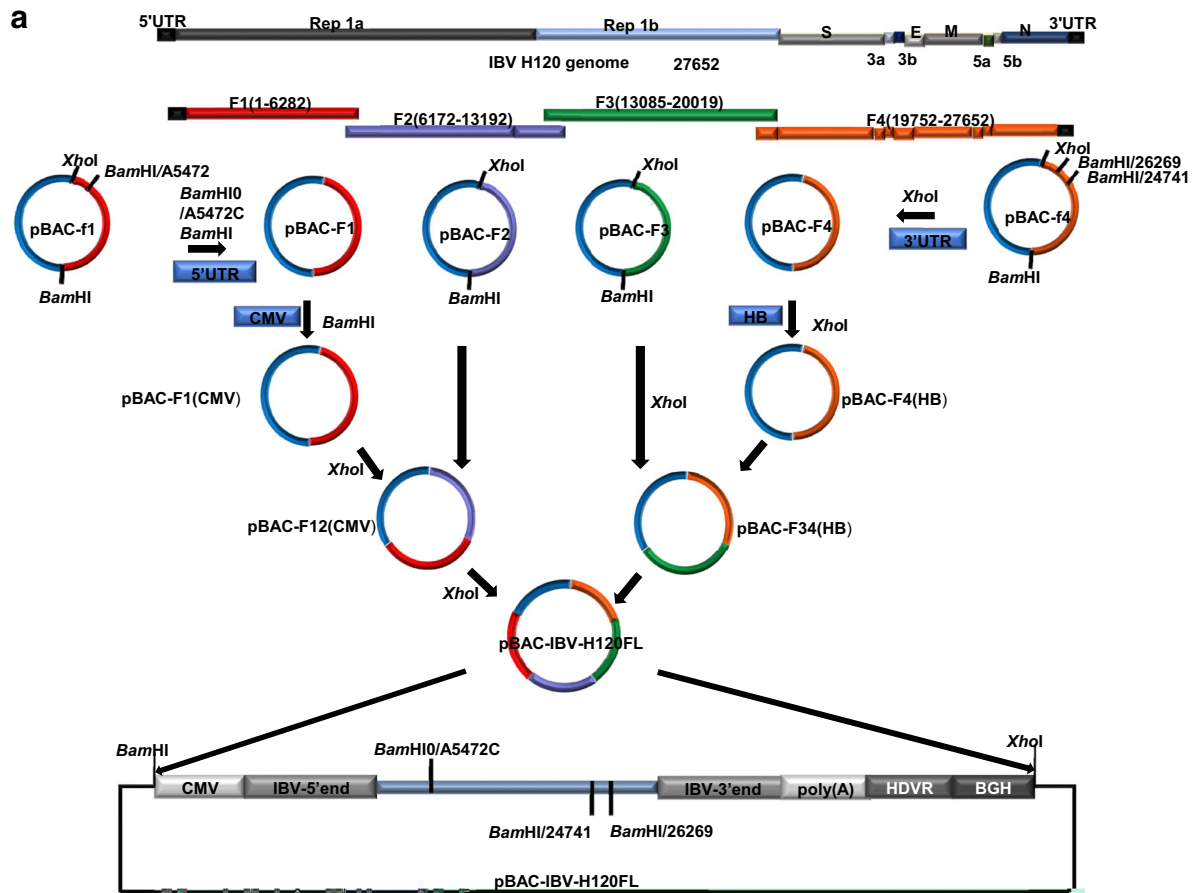 a
5'UTR
Rep 1a
Rep 1b
S
E
M
N
3'UTR
3a
3b
5a
5b
IBV H120 genome 27652
F1(1-6282)
F2(6172-13192)
F3(13085-20019)
F4(19752-27652)
XhoI
BamHI/A5472
pBAC-f1
BamHI
BamHI0
/A5472C
BamHI
5'UTR
pBAC-F1
XhoI
pBAC-F2
BamHI
XhoI
pBAC-F3
BamHI
pBAC-F4
XhoI
3'UTR
XhoI
BamHI/26269
BamHI/24741
pBAC-f4
BamHI
CMV
BamHI
HB
XhoI
pBAC-F1(CMV)
XhoI
pBAC-F4(HB)
XhoI
pBAC-F12(CMV)
pBAC-F34(HB)
XhoI
pBAC-IBV-H120FL
BamHI
BamHI0/A5472C
XhoI
CMV
IBV-5'end
IBV-3'end
poly(A)
HDVR
BGH
BamHI/24741
BamHI/26269
pBAC-IBV-H120FL